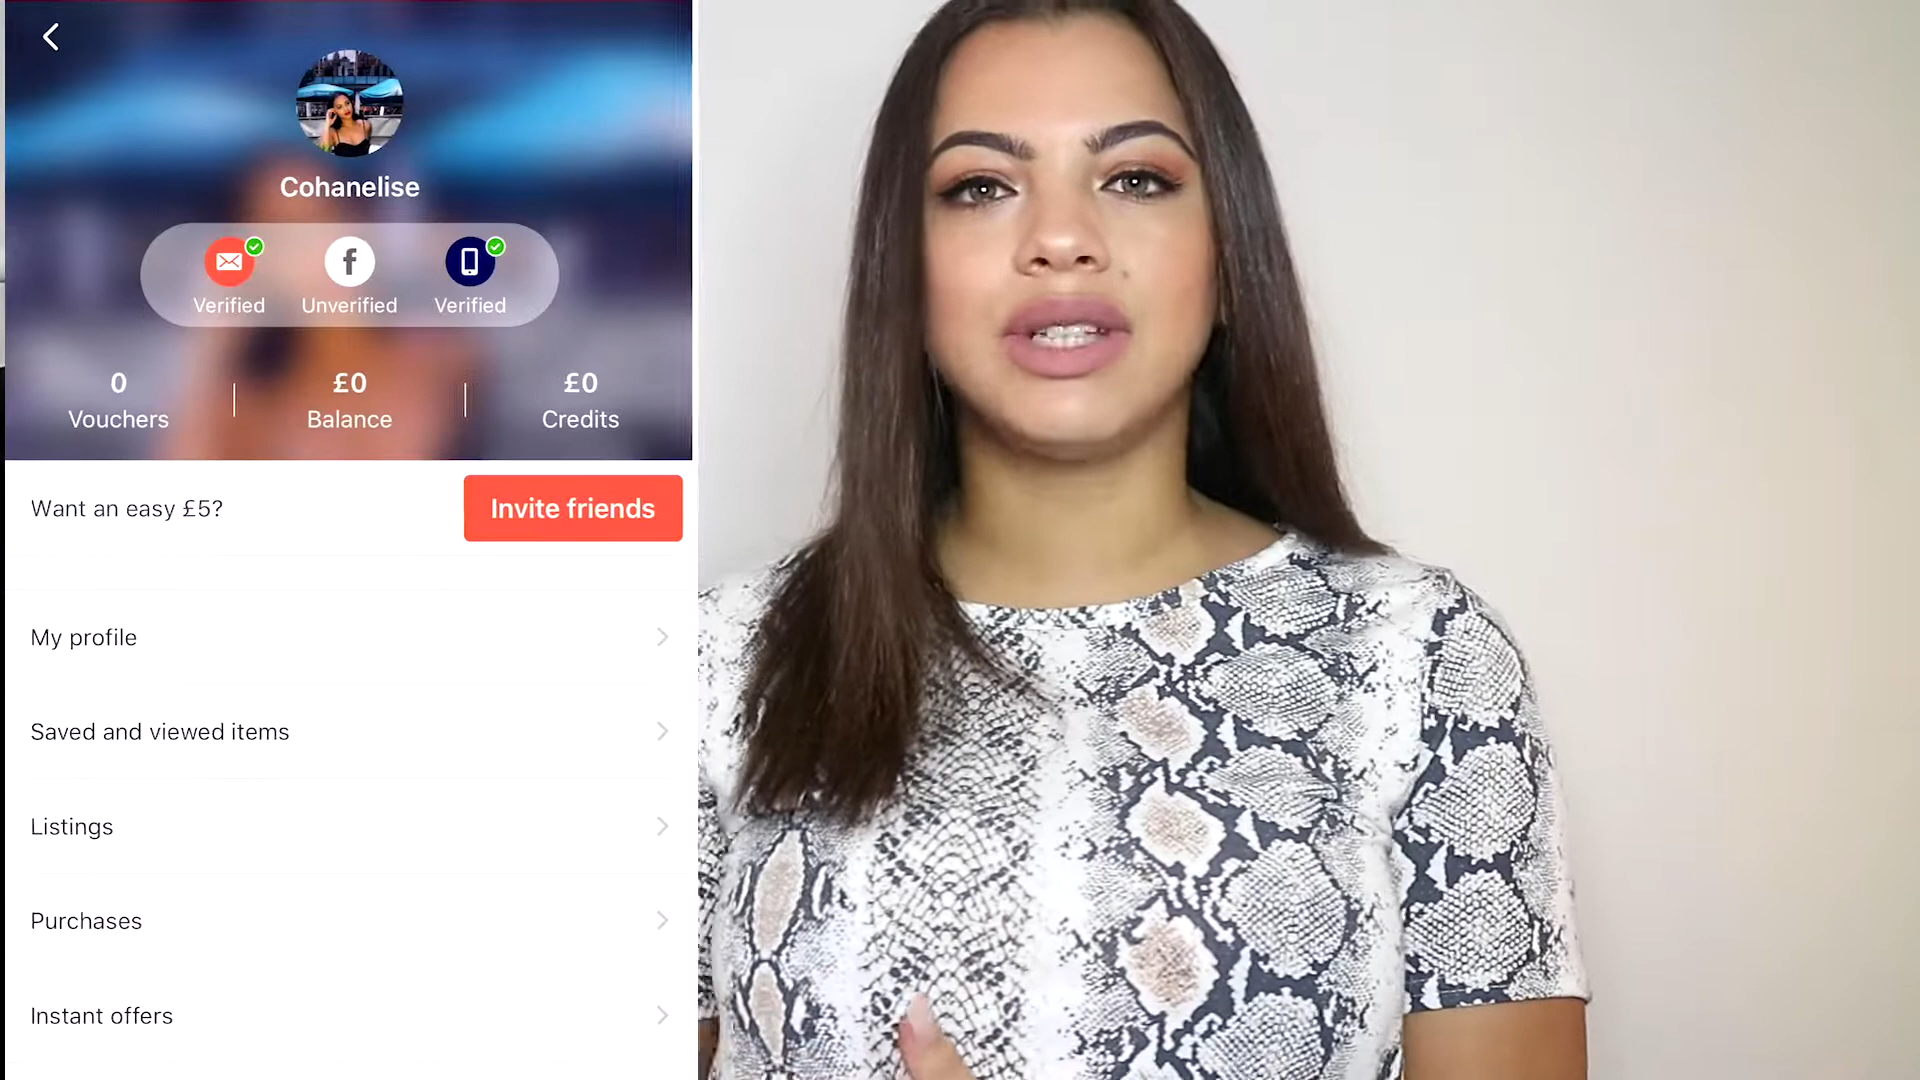 Cohanelise
Verified Unverified Verified
0 £0 £0
Vouchers Balance Credits
Want an easy £5? Invite friends
My profile
Saved and viewed items
Listings
Purchases
Instant offers